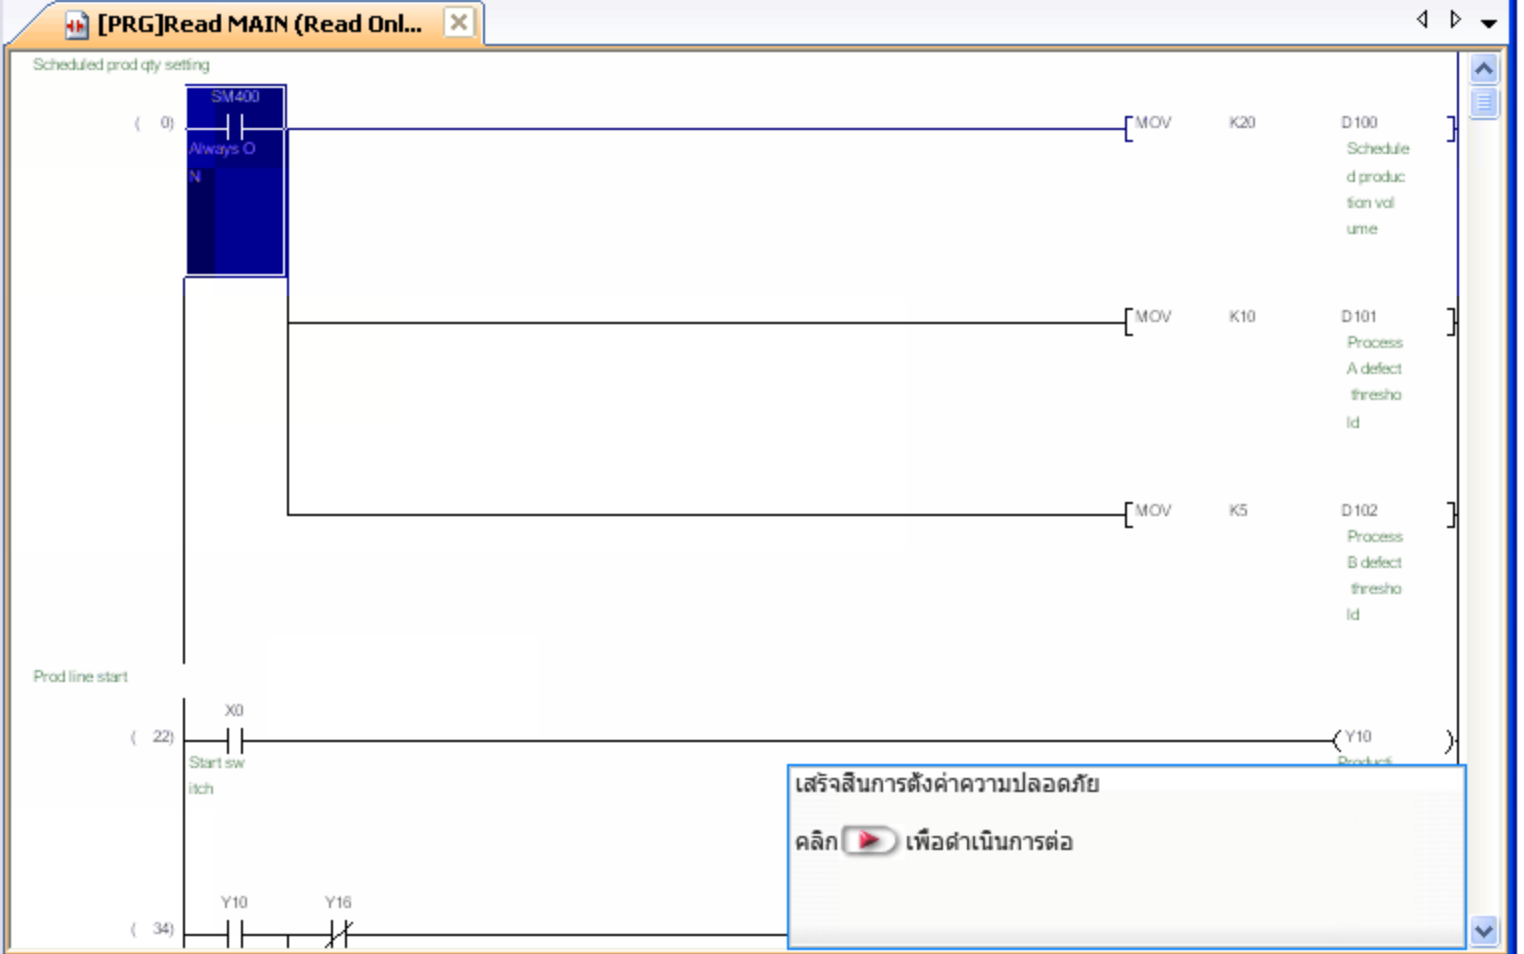 [PRG]Read MAIN (Read Onl...
Scheduled prod qty setting
SM400
( 0)
MOV K20 D100
Always O
N
Schedule
d produc
tion vol
ume
MOV K10 D101
Process
A defect
thresho
ld
MOV K5 D102
Process
B defect
thresho
ld
Prod line start
X0
( 22)
Y10
Start sw
itch
Producti
เสร็จสิ้นการตั้งค่าความปลอดภัย
คลิก เพื่อดำเนินการต่อ
Y10 Y16
( 34)